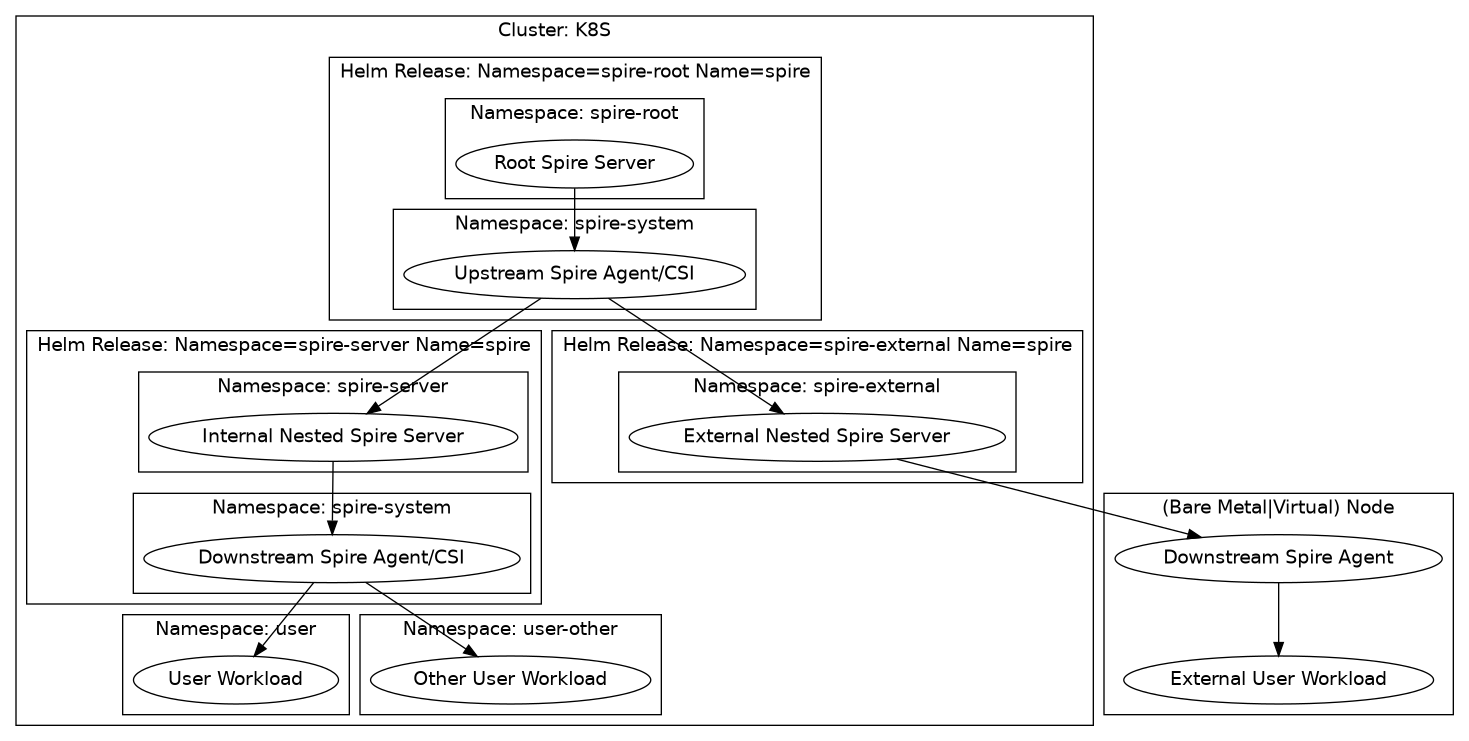 Cluster: K8S
Helm Release: Namespace=spire-root Name=spire
Namespace: spire-root
Root Spire Server
Namespace: spire-system
Upstream Spire Agent/CSI
Helm Release: Namespace=spire-server Name=spire
Namespace: spire-server
Internal Nested Spire Server
Namespace: spire-system
Downstream Spire Agent/CSI
Helm Release: Namespace=spire-external Name=spire
Namespace: spire-external
External Nested Spire Server
Namespace: user
User Workload
Namespace: user-other
Other User Workload
(Bare Metal|Virtual) Node
Downstream Spire Agent
External User Workload